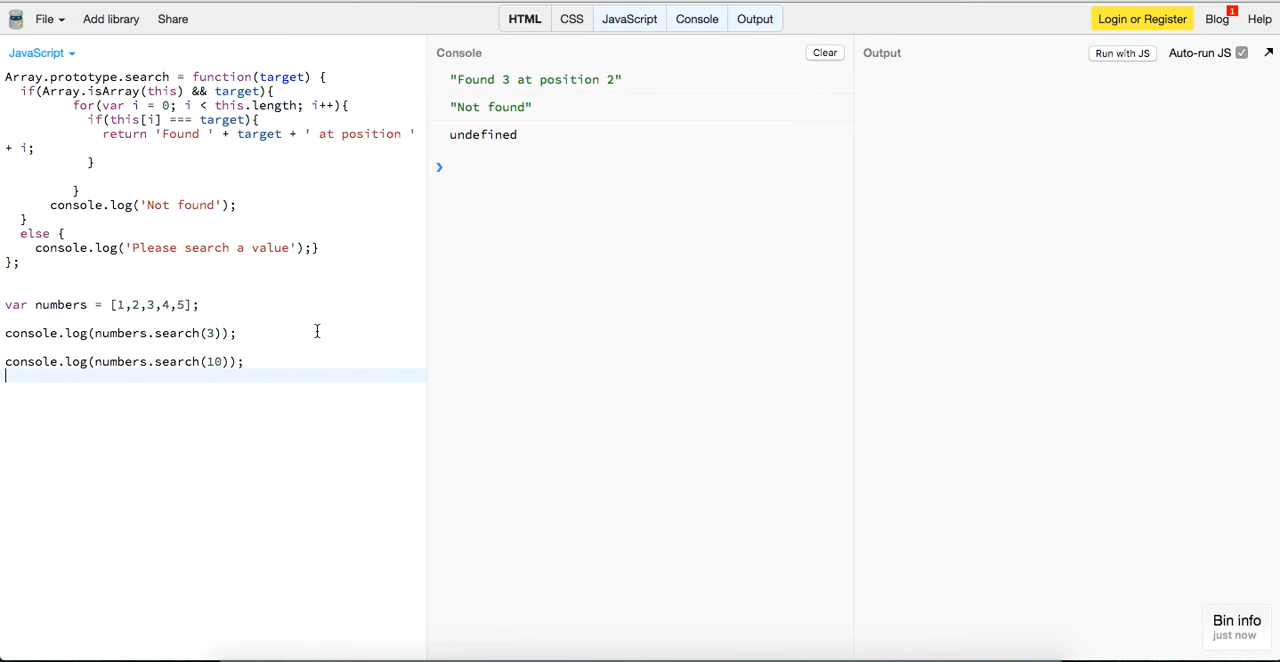 File Add library Share HTML CSS JavaScript Console Output Login or Register Blog 1 Help
JavaScript
Array.prototype.search = function(target) {
if(Array.isArray(this) && target){
for(var i = 0; i < this.length; i++){
if(this[i] === target){
return 'Found ' + target + ' at position '
+ i;
}
}
console.log('Not found');
}
else {
console.log('Please search a value');}
};
var numbers = [1,2,3,4,5];
console.log(numbers.search(3));
console.log(numbers.search(10));
Console Clear
"Found 3 at position 2"
"Not found"
undefined
Output Run with JS Auto-run JS
Bin info
just now